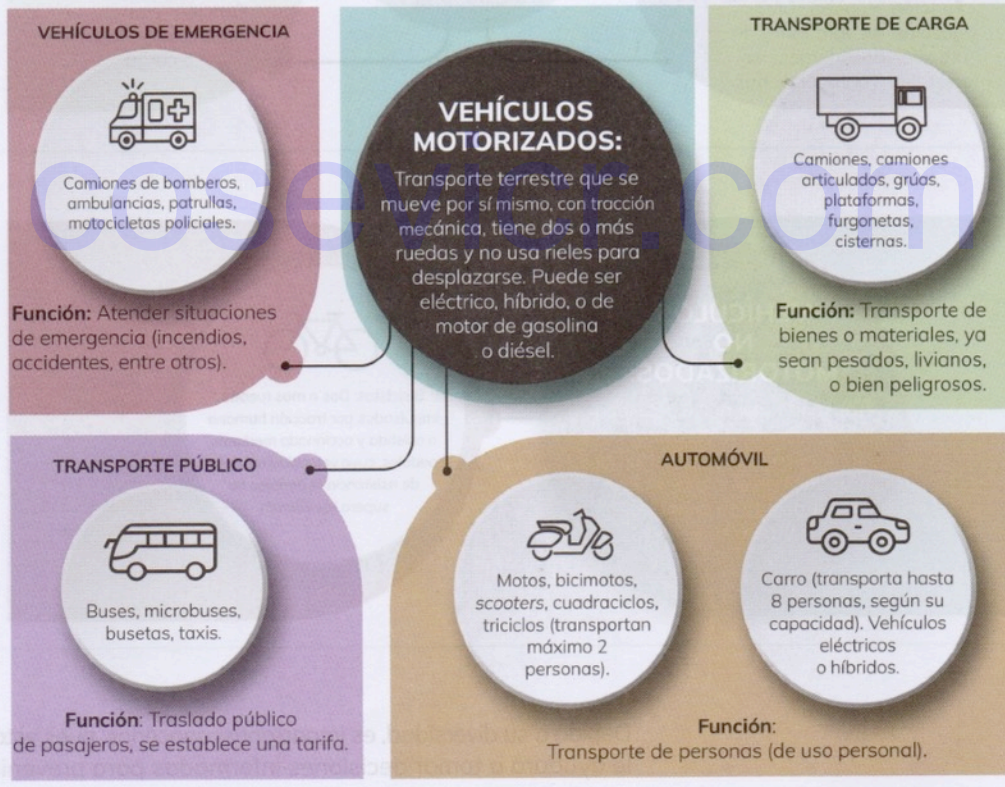 VEHÍCULOS DE EMERGENCIA
Camiones de bomberos,
ambulancias, patrullas,
motocicletas policiales.
Función: Atender situaciones
de emergencia (incendios,
accidentes, entre otros).
VEHÍCULOS
MOTORIZADOS:
Transporte terrestre que se
mueve por sí mismo, con tracción
mecánica, tiene dos o más
ruedas y no usa rieles para
desplazarse. Puede ser
eléctrico, híbrido, o de
motor de gasolina
o diésel.
TRANSPORTE DE CARGA
Camiones, camiones
articulados, grúas,
plataformas,
furgonetas,
cisternas.
Función: Transporte de
bienes o materiales, ya
sean pesados, livianos,
o bien peligrosos.
cosevicr.com
TRANSPORTE PÚBLICO
Buses, microbuses,
busetas, taxis.
Función: Traslado público
de pasajeros, se establece una tarifa.
AUTOMÓVIL
Motos, bicimotos,
scooters, cuadraciclos,
triciclos (transportan
máximo 2
personas).
Carro (transporta hasta
8 personas, según su
capacidad). Vehículos
eléctricos
o híbridos.
Función:
Transporte de personas (de uso personal).